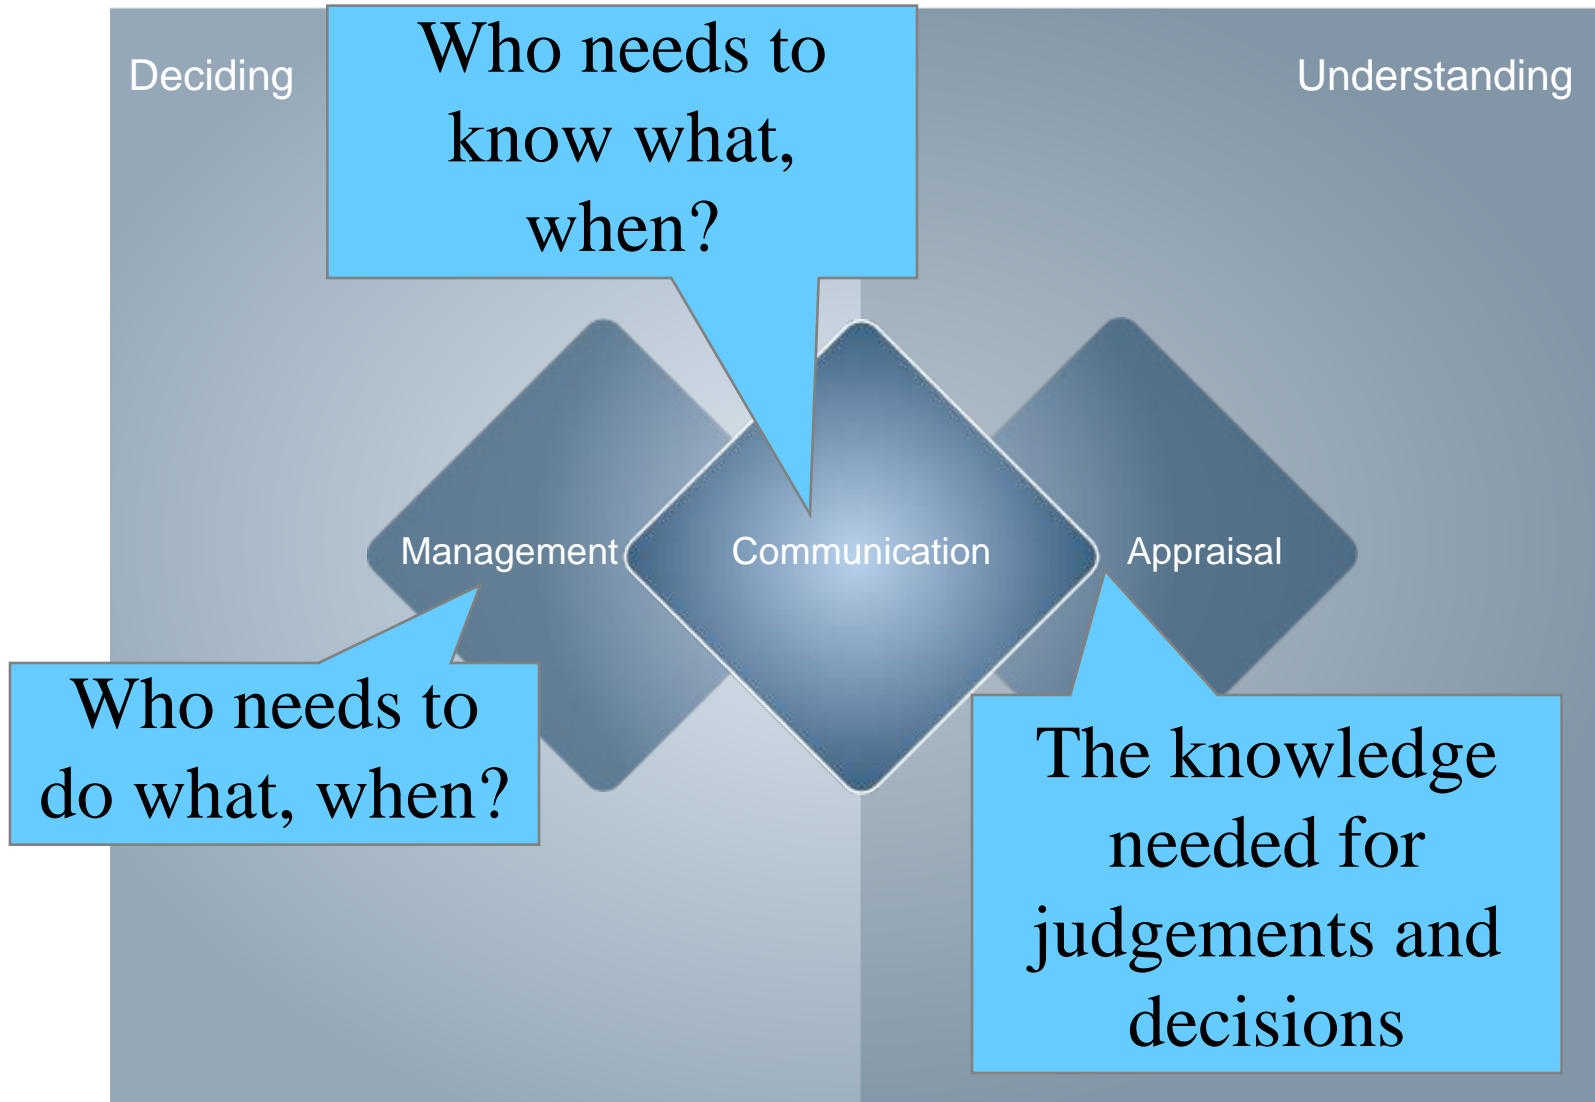 Deciding
Understanding
Who needs to
know what,
when?
Management
Communication
Appraisal
Who needs to
do what, when?
The knowledge
needed for
judgements and
decisions